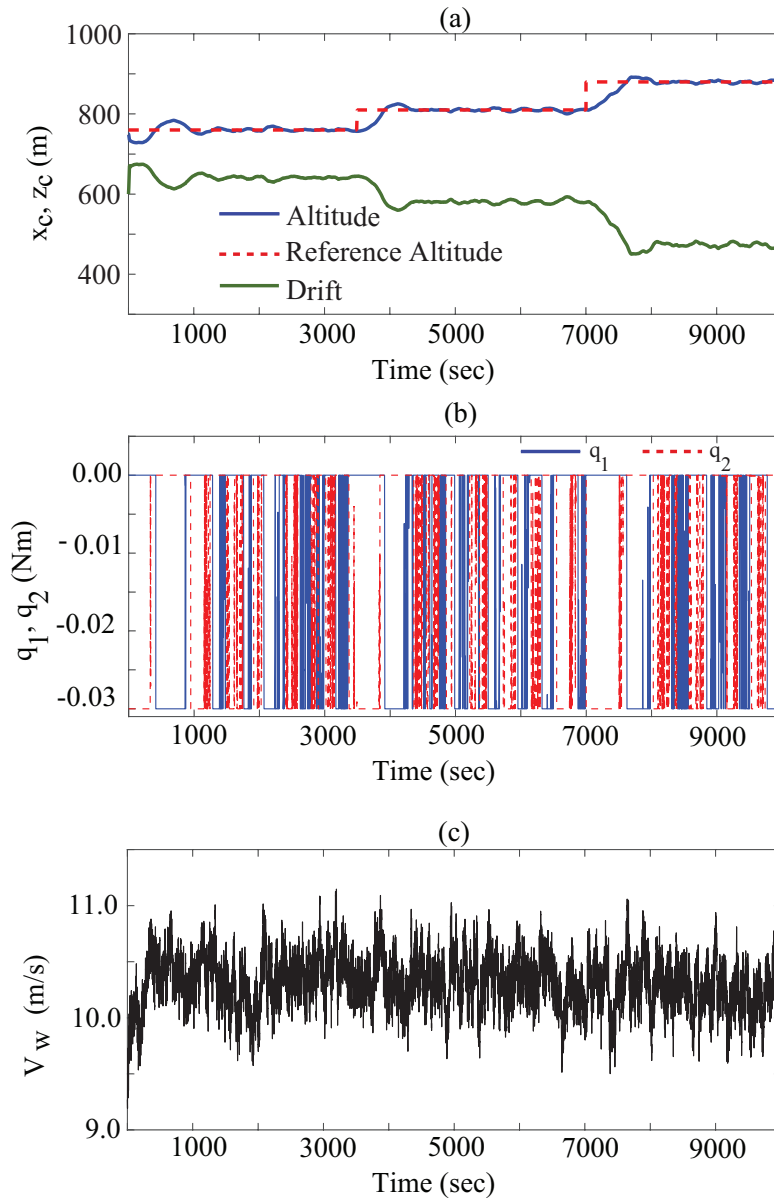 (a)
1000
800
600
400
x_c, z_c (m)
Altitude
Reference Altitude
Drift
1000 3000 5000 7000 9000
Time (sec)
(b)
q_1 q_2
0.00
-0.01
-0.02
-0.03
q_1, q_2 (Nm)
1000 3000 5000 7000 9000
Time (sec)
(c)
11.0
10.0
9.0
V_w (m/s)
1000 3000 5000 7000 9000
Time (sec)